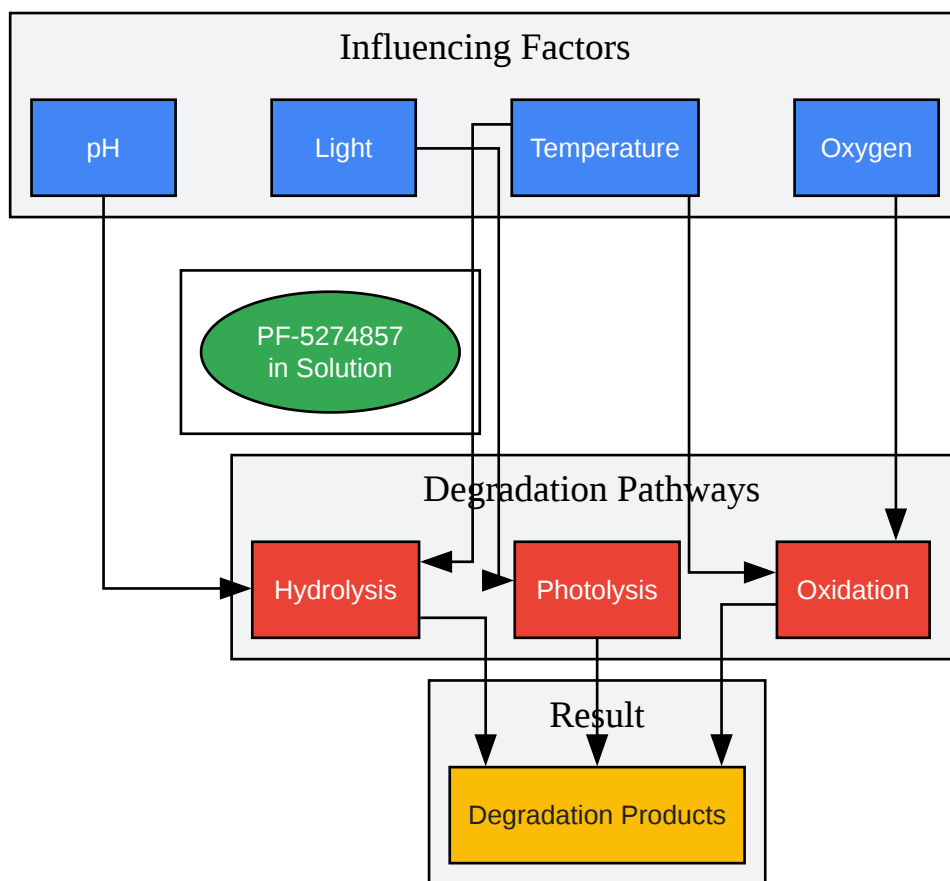 Influencing Factors
pH
Light
Temperature
Oxygen
PF-5274857
in Solution
Degradation Pathways
Hydrolysis
Photolysis
Oxidation
Result
Degradation Products